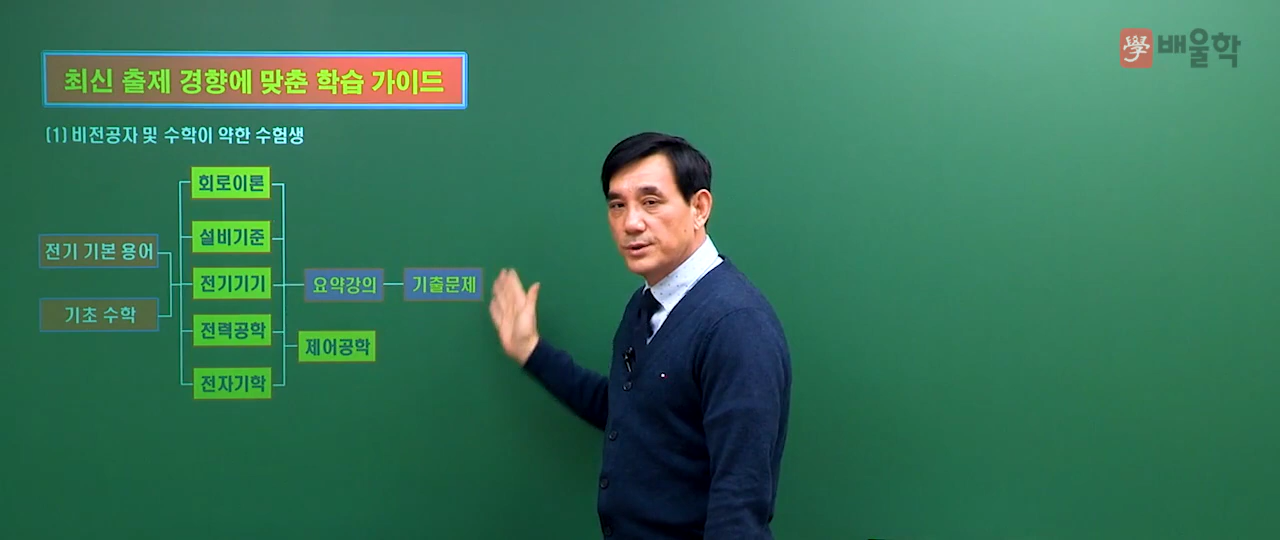 學 배울학
최신 출제 경향에 맞춘 학습 가이드
(1) 비전공자 및 수학이 약한 수험생
전기 기본 용어
기초 수학
회로이론
설비기준
전기기기
전력공학
전자기학
요약강의
기출문제
제어공학